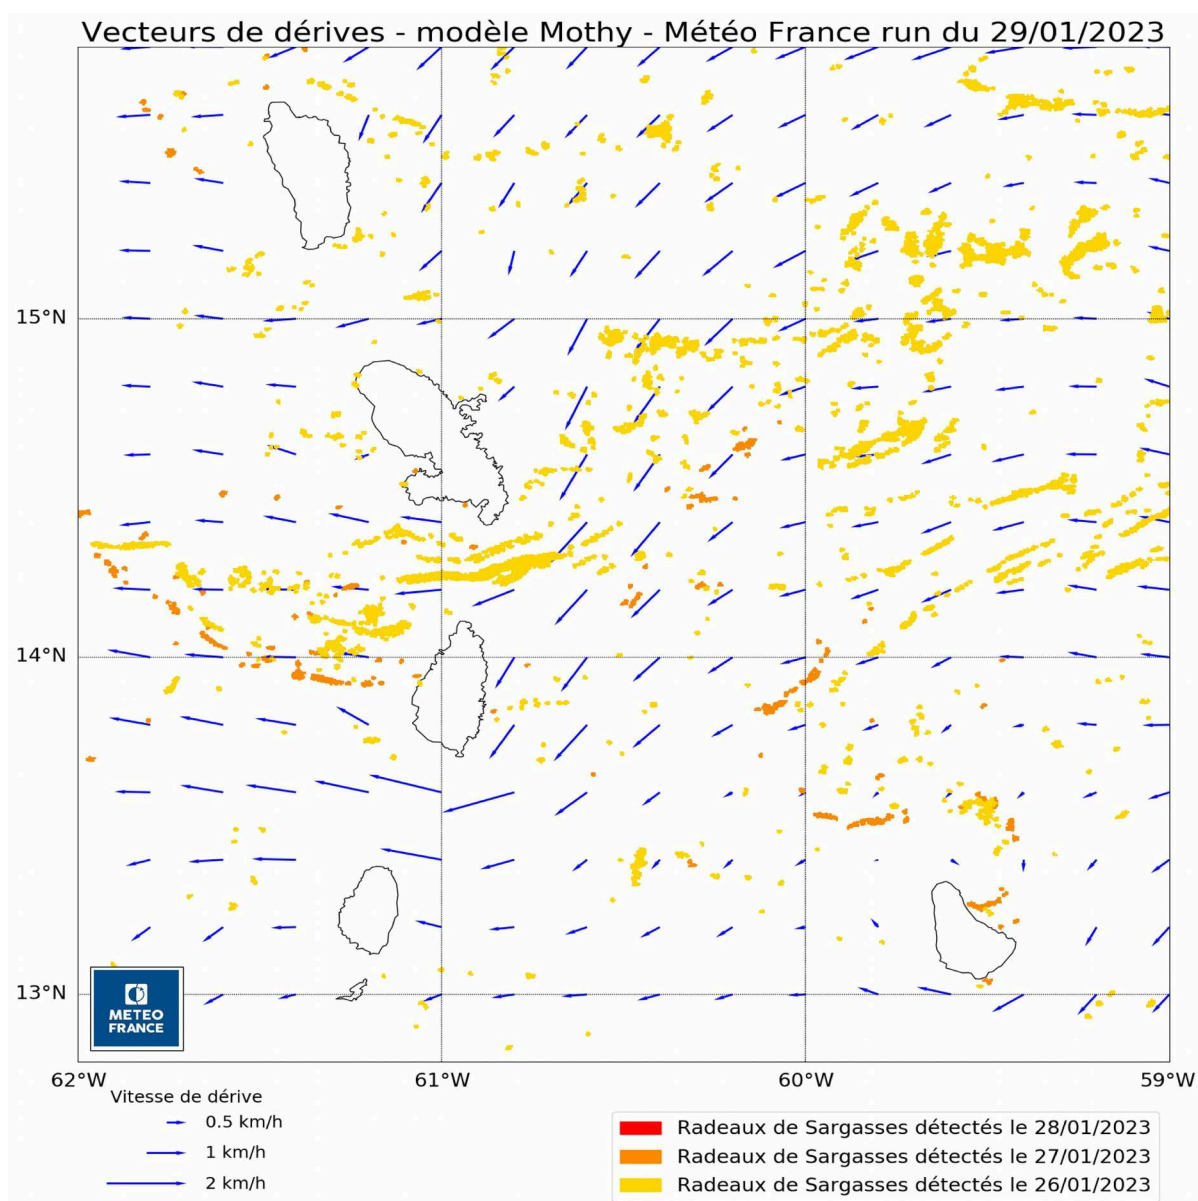 Vecteurs de dérives - modèle Mothy - Météo France run du 29/01/2023
15°N
14°N
13°N
METEO
FRANCE
62°W
61°W
60°W
59°W
Vitesse de dérive
0.5 km/h
1 km/h
2 km/h
Radeaux de Sargasses détectés le 28/01/2023
Radeaux de Sargasses détectés le 27/01/2023
Radeaux de Sargasses détectés le 26/01/2023